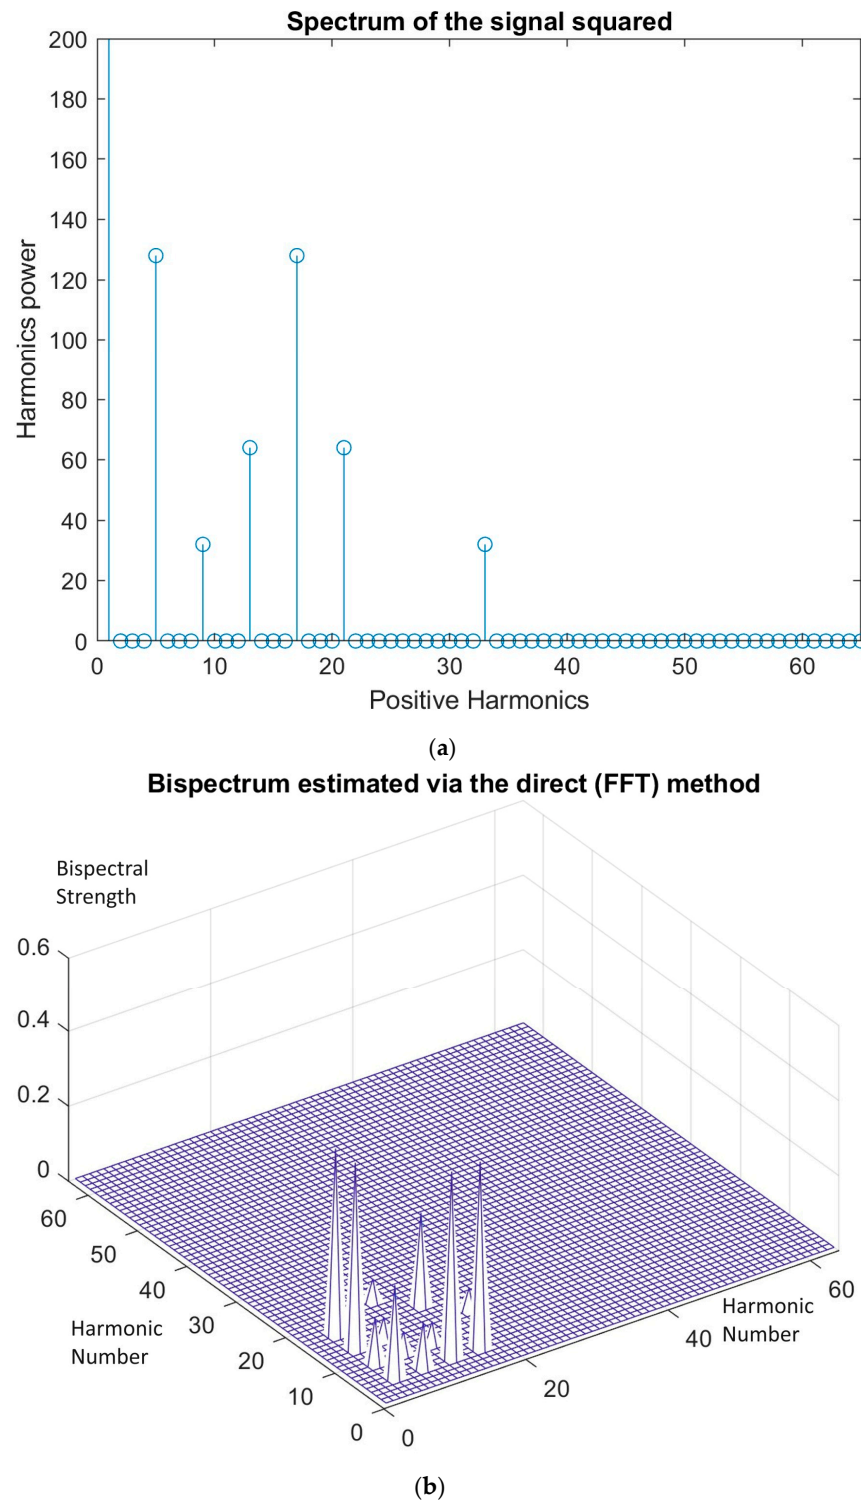 Spectrum of the signal squared
200
180
160
140
120
100
80
60
40
20
0
Harmonics power
0 10 20 30 40 50 60
Positive Harmonics
(a)
Bispectrum estimated via the direct (FFT) method
Bispectral
Strength
0.6
0.4
0.2
0
60
50
40
30
20
10
0
Harmonic
Number
0
20
40
60
Harmonic
Number
(b)